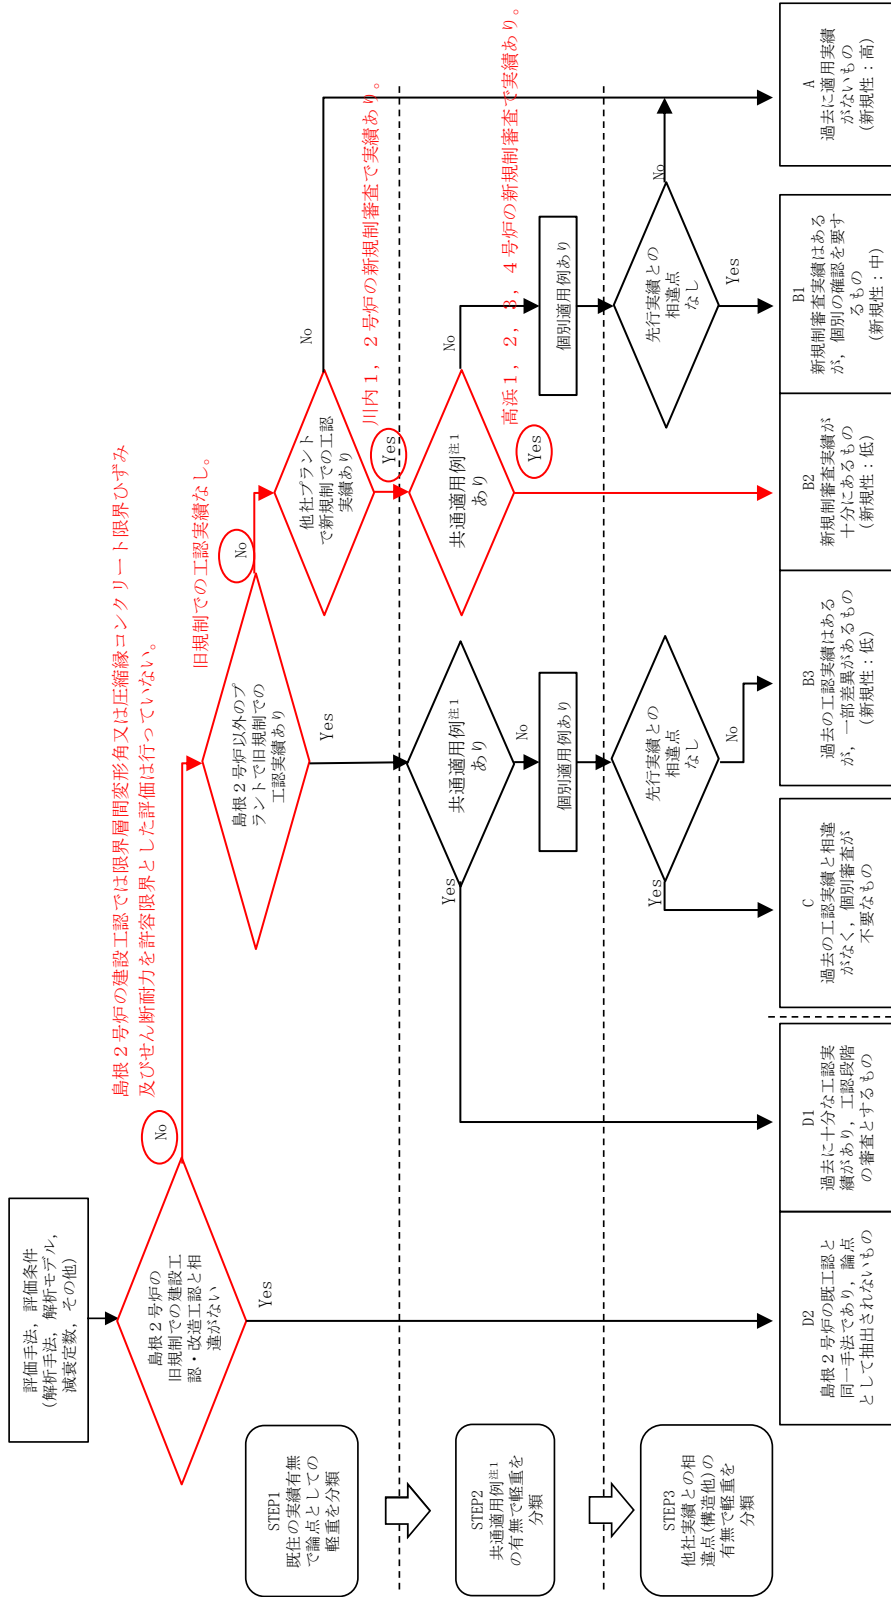 評価手法，評価条件
(解析手法，解析モデル，
減衰定数，その他)
島根２号炉の
旧規制での建設工
認・改造工認と相
違がない
No
Yes
島根２号炉の建設工認では限界層間変形角又は圧縮縁コンクリート限界ひずみ
及びせん断耐力を許容限界とした評価は行っていない。
島根２号炉以外のプ
ラントで旧規制での
工認実績あり
No
Yes
旧規制での工認実績なし。
他社プラント
で新規制での工認
実績あり
No
Yes
川内１，２号炉の新規制審査で実績あり。
STEP1
既往の実績有無
で論点としての
軽重を分類
STEP2
共通適用例注1
の有無で軽重を
分類
STEP3
他社実績との相
違点(構造他)の
有無で軽重を
分類
共通適用例注1
あり
Yes
No
個別適用例あり
先行実績との
相違点
なし
Yes
No
共通適用例注1
あり
Yes
No
高浜１，２，３，４号炉の新規制審査で実績あり。
個別適用例あり
先行実績との
相違点
なし
No
Yes
D2
島根２号炉の既工認と
同一手法であり，論点
として抽出されないもの
D1
過去に十分な工認実
績があり，工認段階
の審査とするもの
C
過去の工認実績と相違
がなく，個別審査が
不要なもの
B3
過去の工認実績はある
が，一部差異があるもの
(新規性：低)
B2
新規制審査実績が
十分にあるもの
(新規性：低)
B1
新規制審査実績はある
が，個別の確認を要す
るもの
(新規性：中)
A
過去に適用実績
がないもの
(新規性：高)